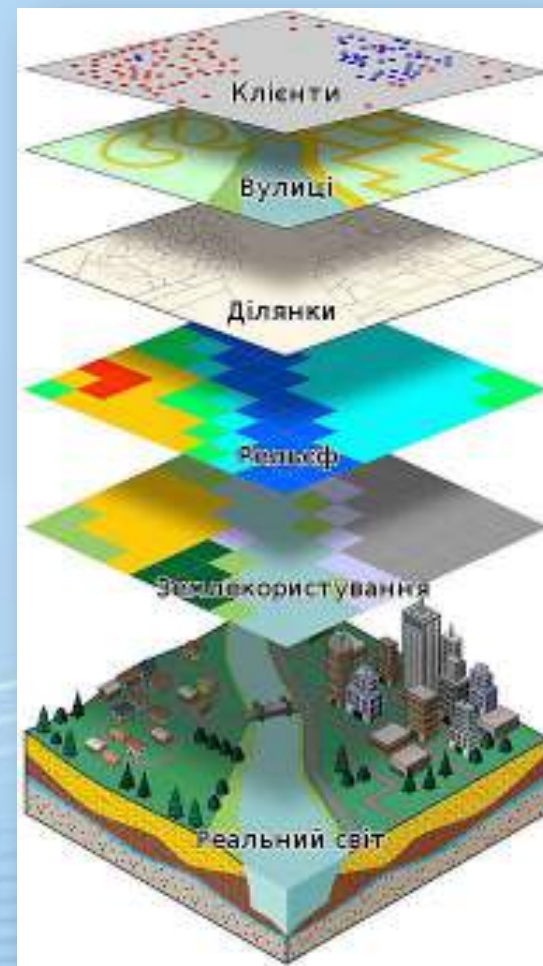 Клієнти
Вулиці
Ділянки
Рельєф
Землекористування
Реальний світ